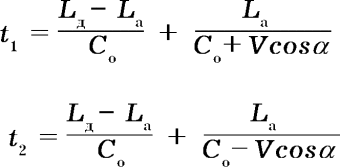 t₁ = (Lд − Lа)/Cо + Lа/(Cо + Vcosα)
t₂ = (Lд − Lа)/Cо + Lа/(Cо − Vcosα)